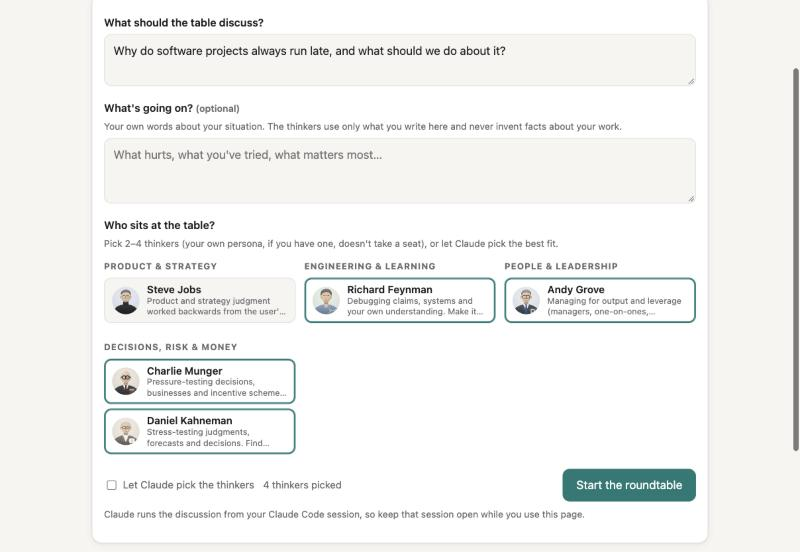 What should the table discuss?
Why do software projects always run late, and what should we do about it?
What's going on? (optional)
Your own words about your situation. The thinkers use only what you write here and never invent facts about your work.
What hurts, what you've tried, what matters most...
Who sits at the table?
Pick 2–4 thinkers (your own persona, if you have one, doesn't take a seat), or let Claude pick the best fit.
PRODUCT & STRATEGY
Steve Jobs
Product and strategy judgment
worked backwards from the user'...
ENGINEERING & LEARNING
Richard Feynman
Debugging claims, systems and
your own understanding. Make it...
PEOPLE & LEADERSHIP
Andy Grove
Managing for output and leverage
(managers, one-on-ones,...
DECISIONS, RISK & MONEY
Charlie Munger
Pressure-testing decisions,
businesses and incentive scheme...
Daniel Kahneman
Stress-testing judgments,
forecasts and decisions. Find...
Let Claude pick the thinkers 4 thinkers picked
Start the roundtable
Claude runs the discussion from your Claude Code session, so keep that session open while you use this page.